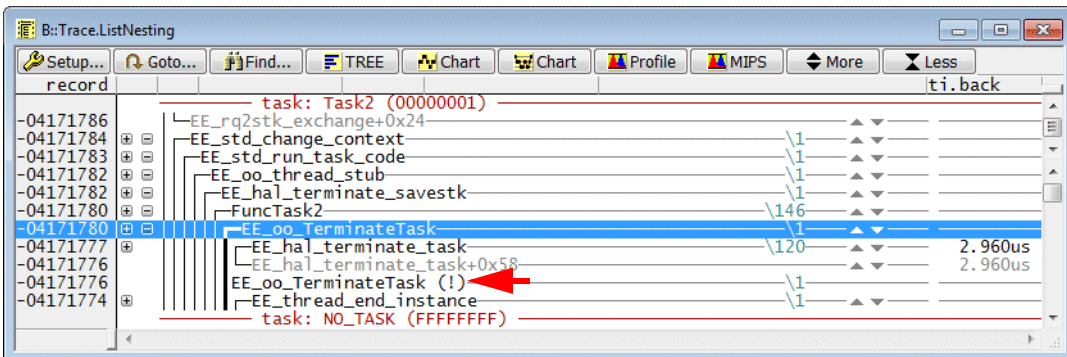 B::Trace.ListNesting
Setup... Goto... Find... TREE Chart Chart Profile MIPS More Less
record ti.back
task: Task2 (00000001)
-04171786 EE_rq2stk_exchange+0x24
-04171784 EE_std_change_context \1
-04171783 EE_std_run_task_code \1
-04171782 EE_oo_thread_stub \1
-04171782 EE_hal_terminate_savestk \1
-04171780 FuncTask2 \146
-04171780 EE_oo_TerminateTask \1
-04171777 EE_hal_terminate_task \120 2.960us
-04171776 EE_hal_terminate_task+0x58 2.960us
-04171776 EE_oo_TerminateTask (!) \1
-04171774 EE_thread_end_instance \1
task: NO_TASK (FFFFFFFF)